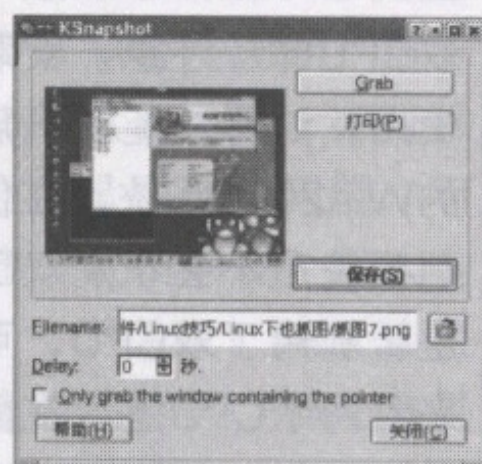 KSnapshot
Grab
打印(P)
保存(S)
Filename: 件/Linux技巧/Linux下也抓图/抓图7.png
Delay: 0 秒.
Only grab the window containing the pointer
帮助(H)
关闭(C)